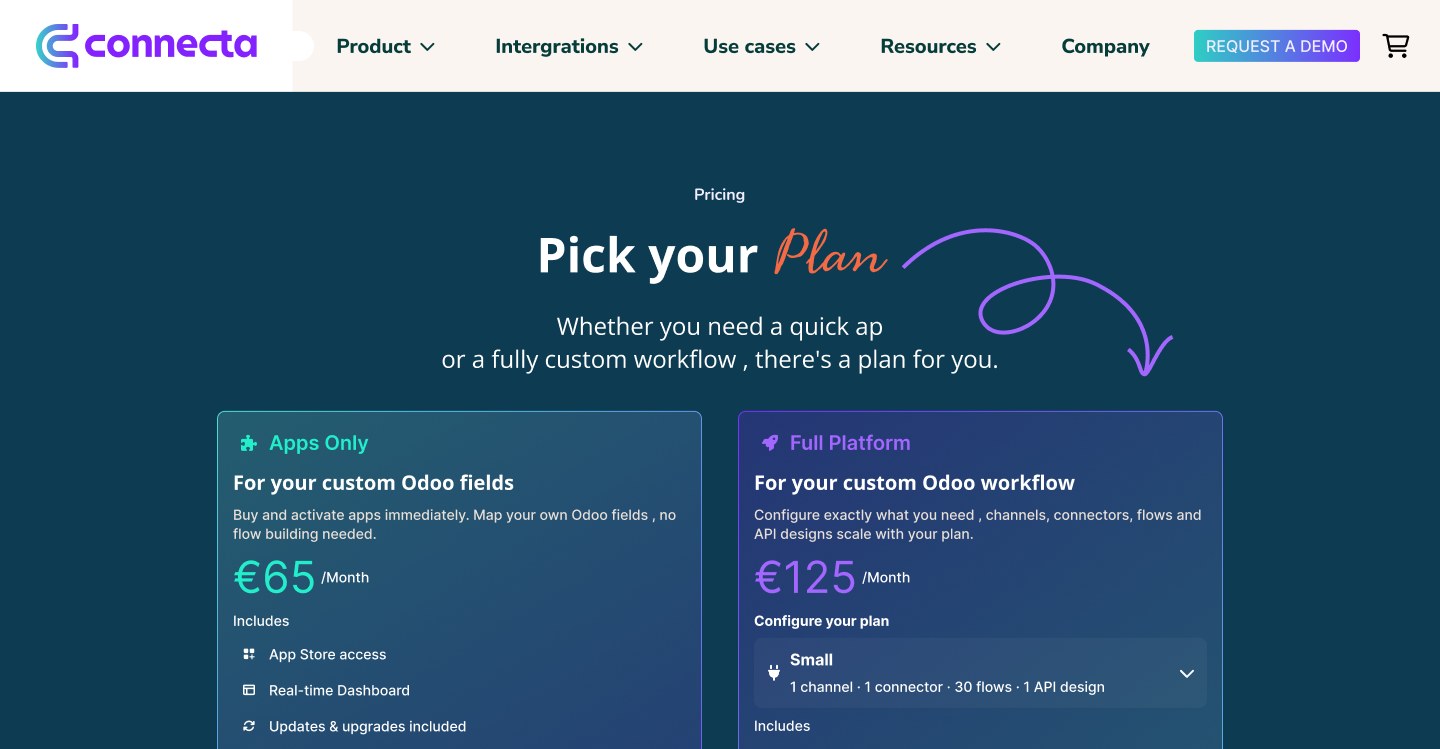 connecta
Product
Intergrations
Use cases
Resources
Company
REQUEST A DEMO
Pricing
Pick your Plan
Whether you need a quick ap
or a fully custom workflow , there's a plan for you.
Apps Only
For your custom Odoo fields
Buy and activate apps immediately. Map your own Odoo fields , no
flow building needed.
€65 /Month
Includes
App Store access
Real-time Dashboard
Updates & upgrades included
Full Platform
For your custom Odoo workflow
Configure exactly what you need , channels, connectors, flows and
API designs scale with your plan.
€125 /Month
Configure your plan
Small
1 channel · 1 connector · 30 flows · 1 API design
Includes